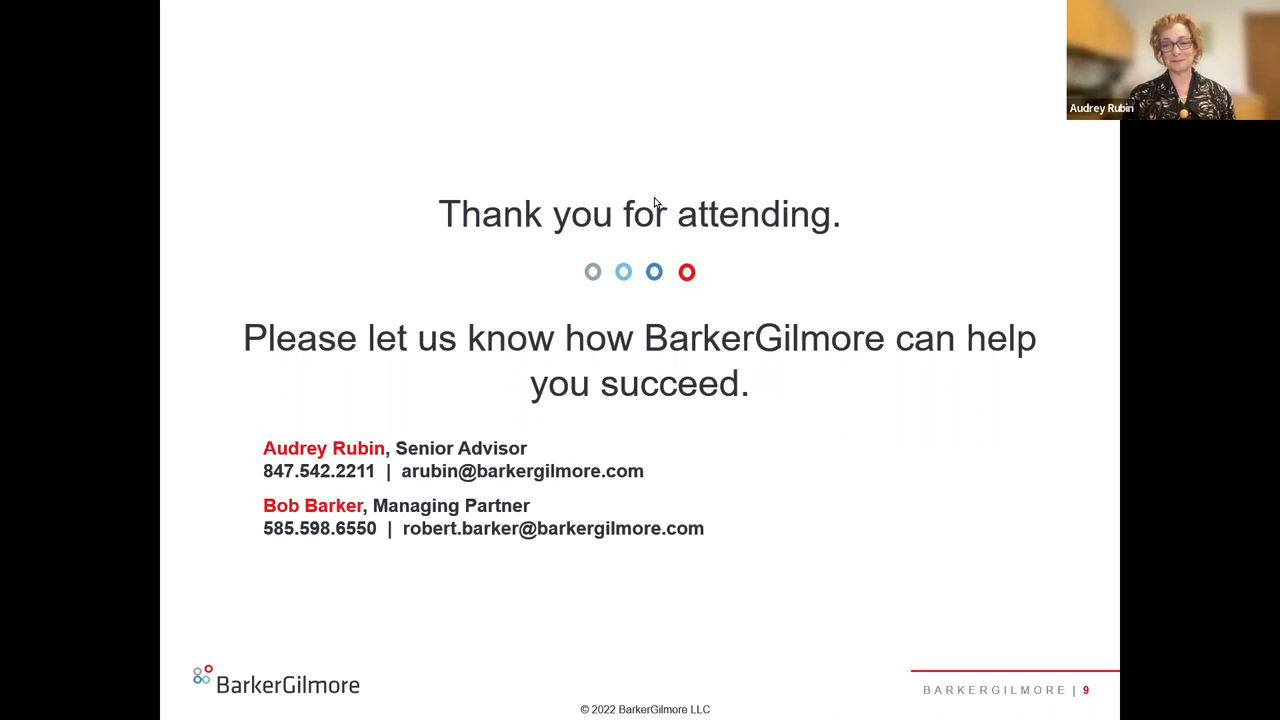 Audrey Rubin
Thank you for attending.
Please let us know how BarkerGilmore can help
you succeed.
Audrey Rubin, Senior Advisor
847.542.2211 | arubin@barkergilmore.com
Bob Barker, Managing Partner
585.598.6550 | robert.barker@barkergilmore.com
BarkerGilmore
BARKERGILMORE | 9
© 2022 BarkerGilmore LLC